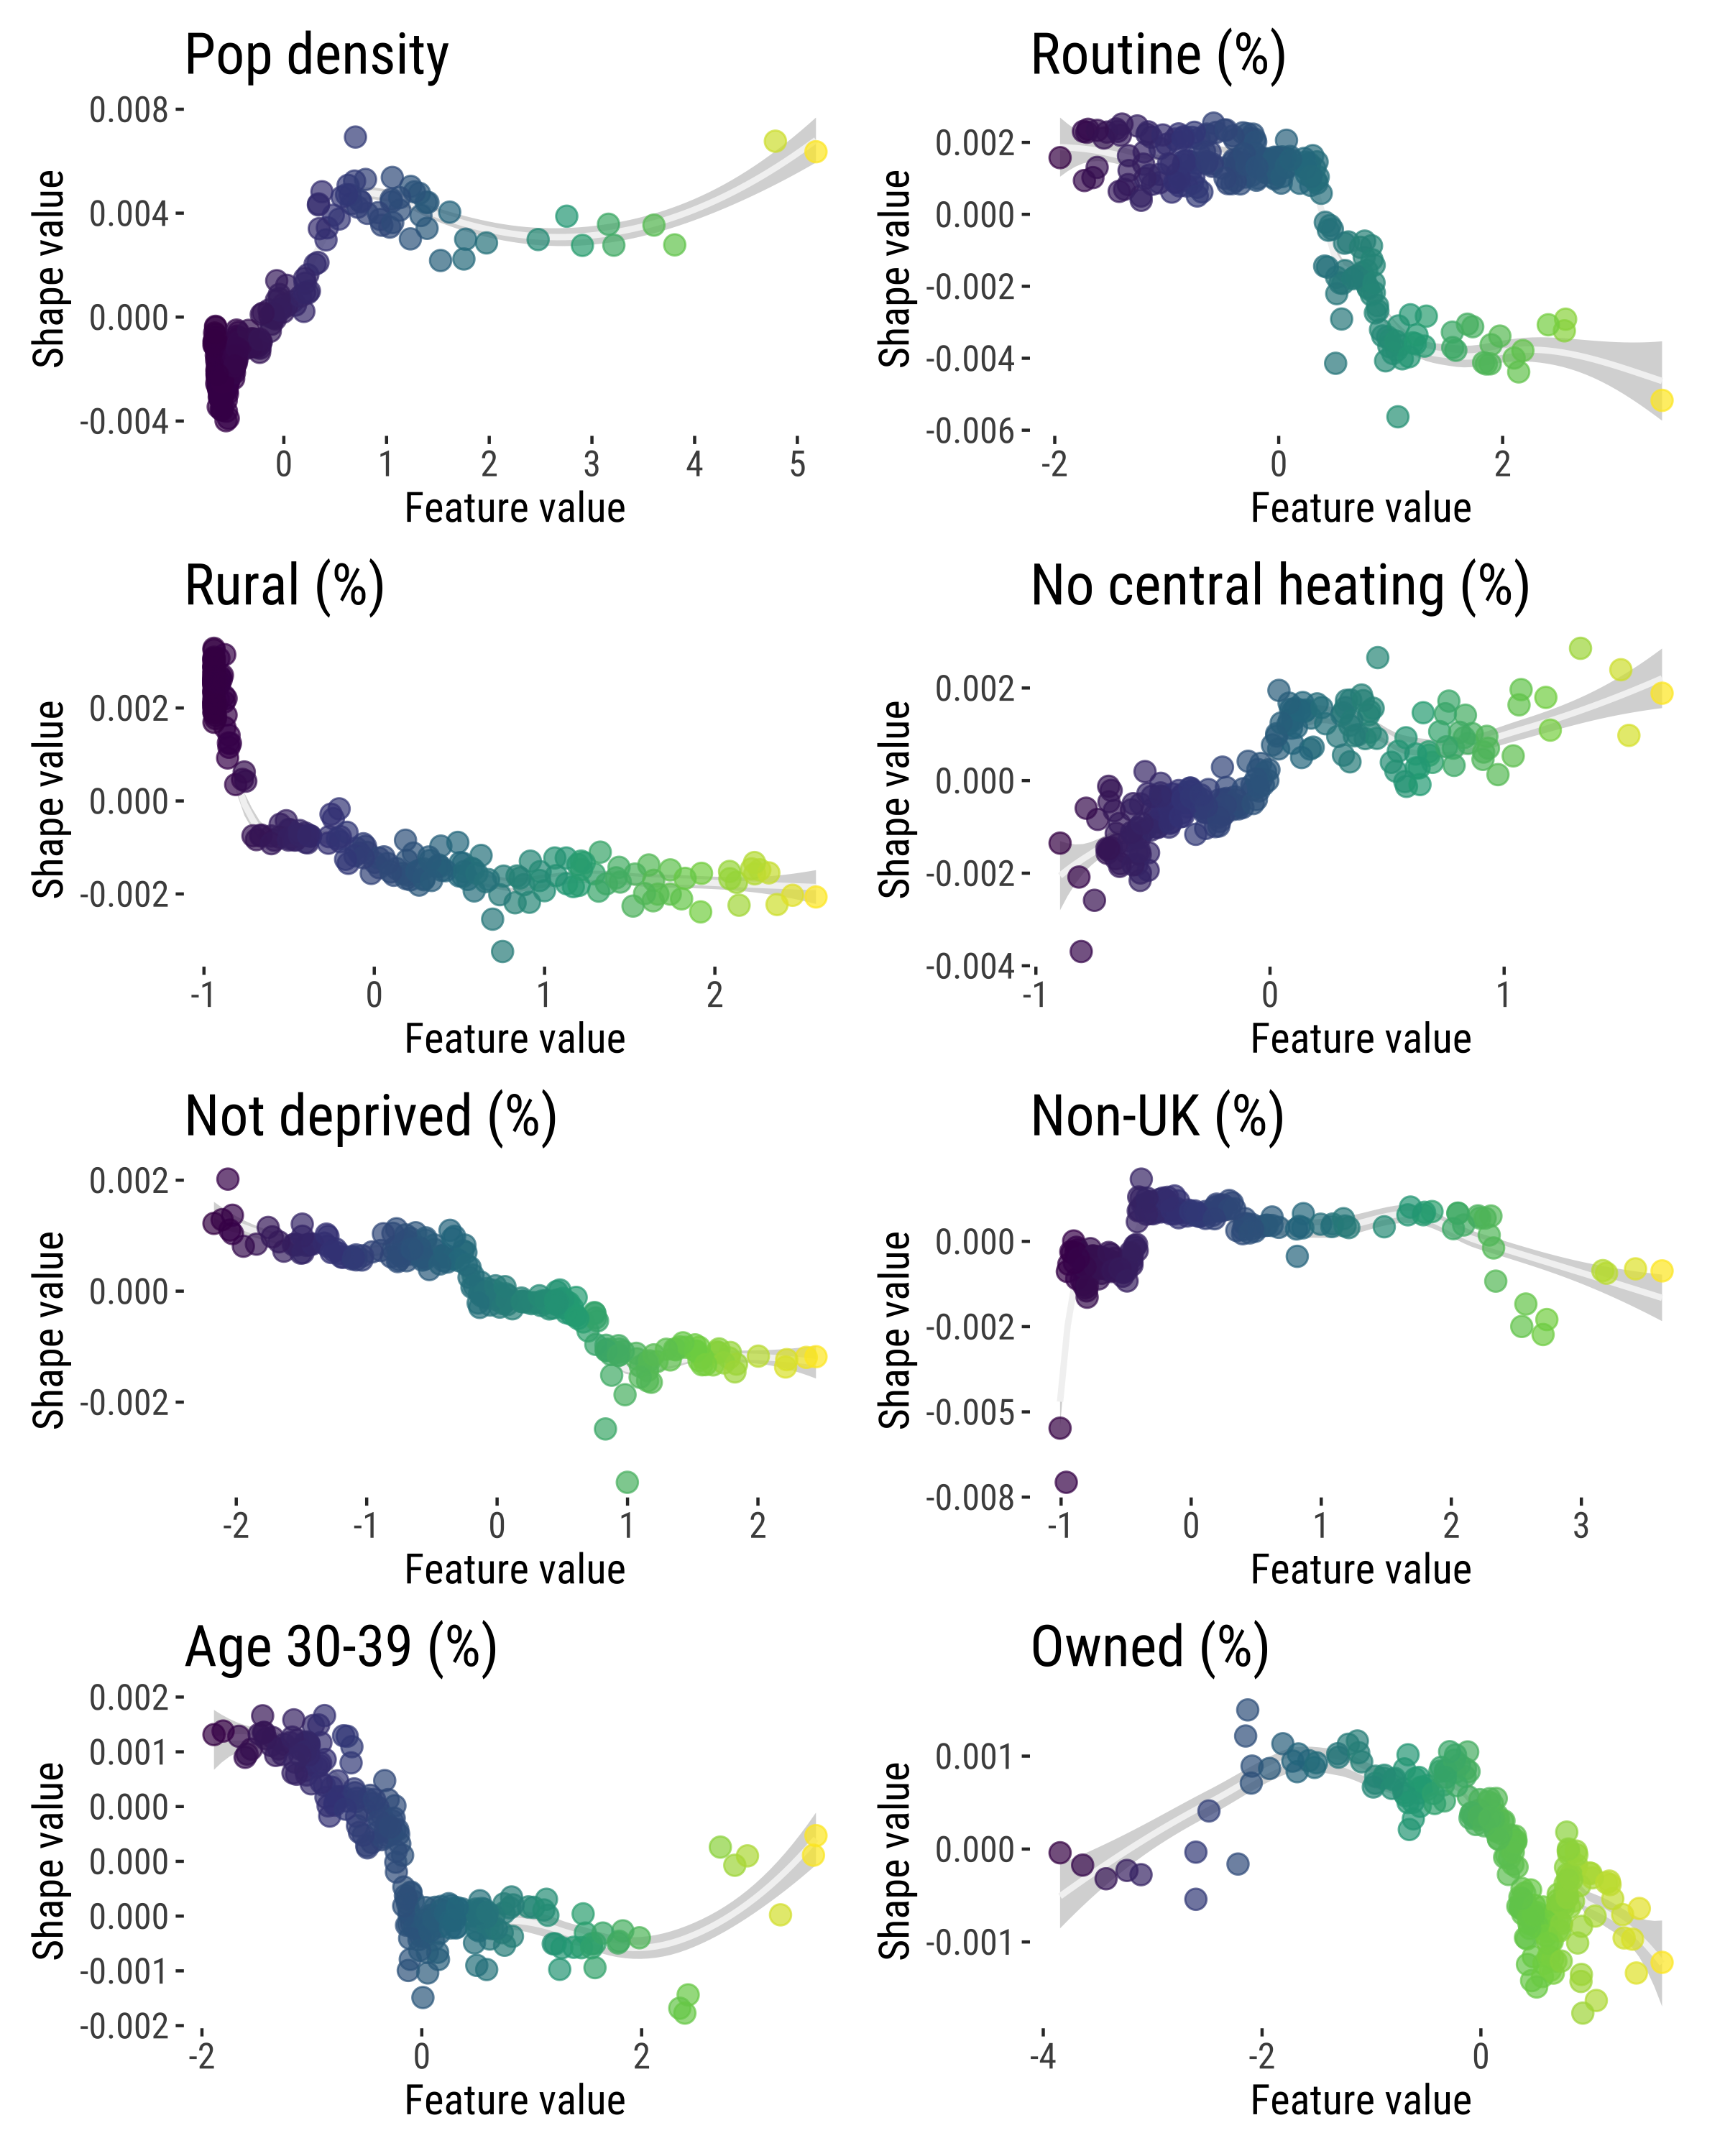 Pop density
0.008
0.004
0.000
-0.004
Shape value
0 1 2 3 4 5
Feature value
Routine (%)
0.002
0.000
-0.002
-0.004
-0.006
Shape value
-2 0 2
Feature value
Rural (%)
0.002
0.000
-0.002
Shape value
-1 0 1 2
Feature value
No central heating (%)
0.002
0.000
-0.002
-0.004
Shape value
-1 0 1
Feature value
Not deprived (%)
0.002
0.000
-0.002
Shape value
-2 -1 0 1 2
Feature value
Non-UK (%)
0.000
-0.002
-0.005
-0.008
Shape value
-1 0 1 2 3
Feature value
Age 30-39 (%)
0.002
0.001
0.000
0.000
0.000
-0.001
-0.002
Shape value
-2 0 2
Feature value
Owned (%)
0.001
0.000
-0.001
Shape value
-4 -2 0
Feature value